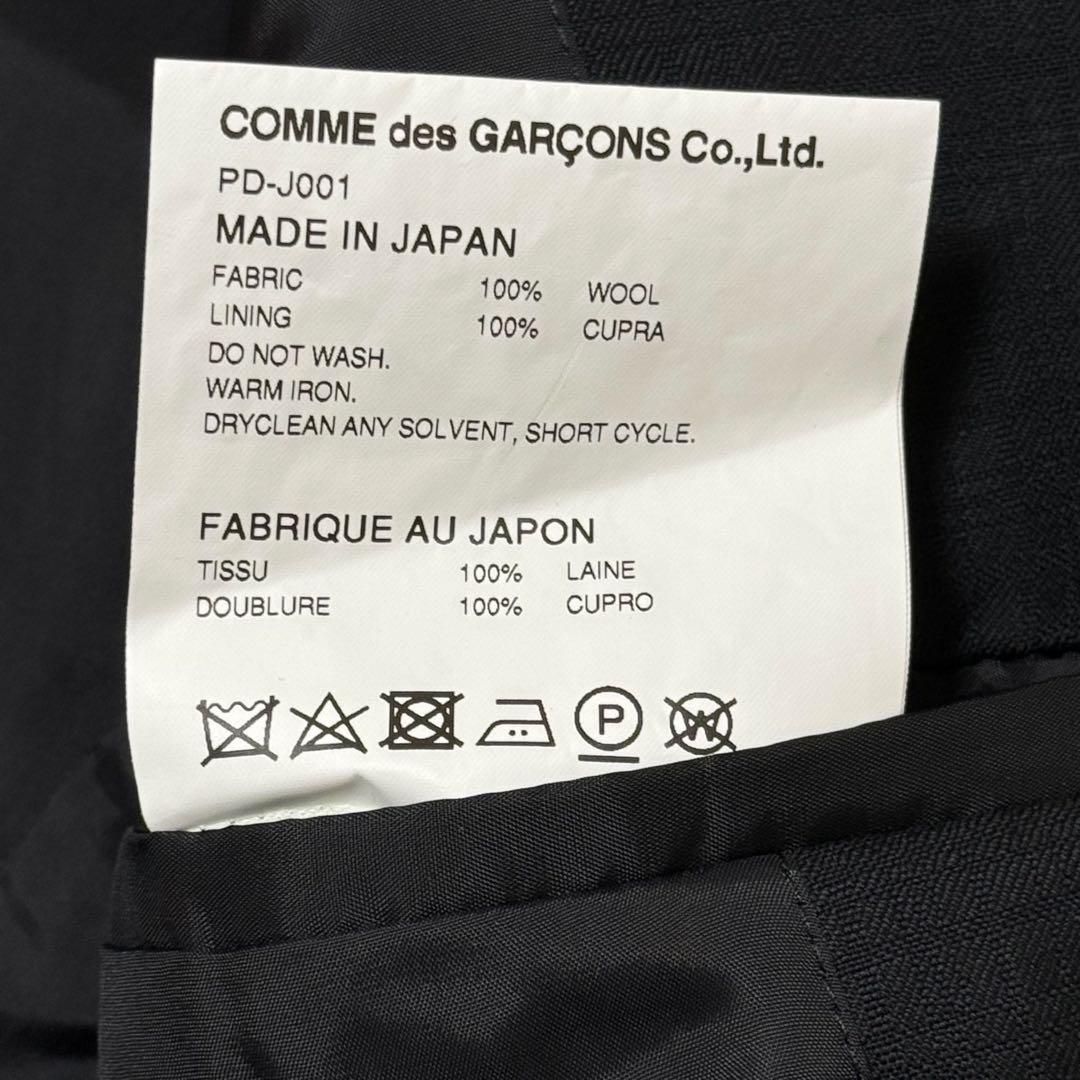 COMME des GARÇONS Co.,Ltd.
PD-J001
MADE IN JAPAN
FABRIC 100% WOOL
LINING 100% CUPRA
DO NOT WASH.
WARM IRON.
DRYCLEAN ANY SOLVENT, SHORT CYCLE.
FABRIQUE AU JAPON
TISSU 100% LAINE
DOUBLURE 100% CUPRO
P W